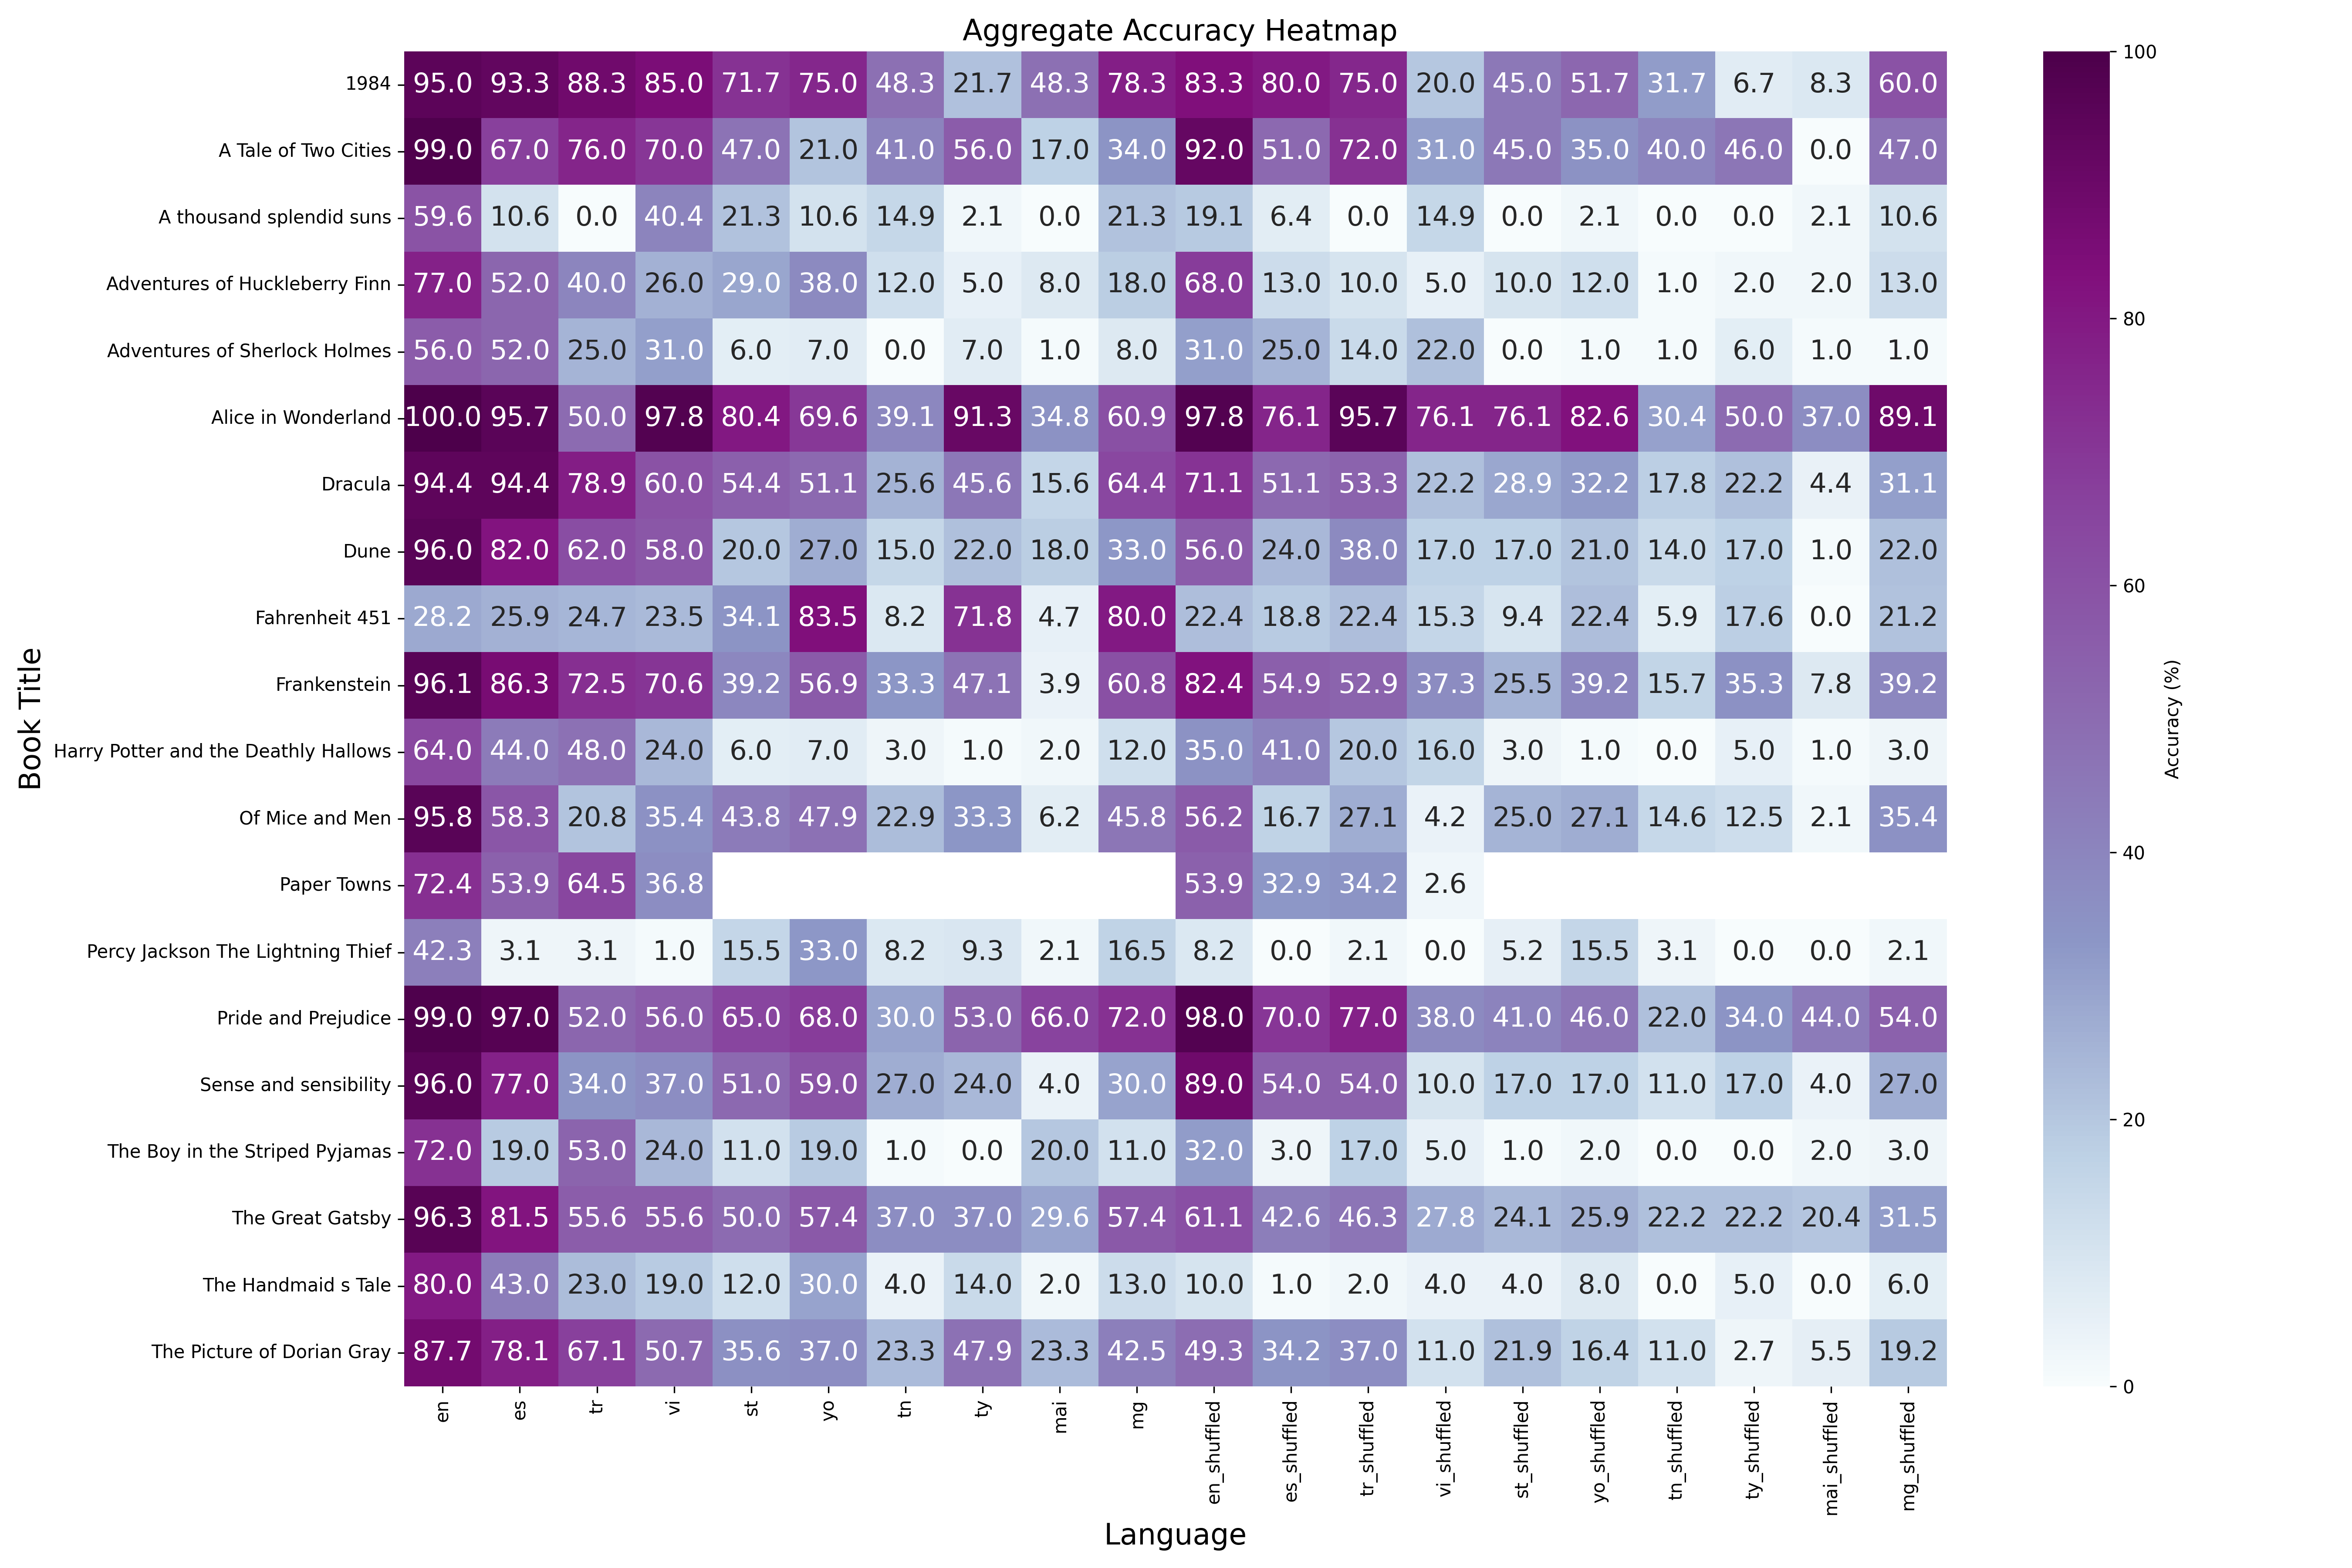 Aggregate Accuracy Heatmap
1984 95.0 93.3 88.3 85.0 71.7 75.0 48.3 21.7 48.3 78.3 83.3 80.0 75.0 20.0 45.0 51.7 31.7 6.7 8.3 60.0
A Tale of Two Cities 99.0 67.0 76.0 70.0 47.0 21.0 41.0 56.0 17.0 34.0 92.0 51.0 72.0 31.0 45.0 35.0 40.0 46.0 0.0 47.0
A thousand splendid suns 59.6 10.6 0.0 40.4 21.3 10.6 14.9 2.1 0.0 21.3 19.1 6.4 0.0 14.9 0.0 2.1 0.0 0.0 2.1 10.6
Adventures of Huckleberry Finn 77.0 52.0 40.0 26.0 29.0 38.0 12.0 5.0 8.0 18.0 68.0 13.0 10.0 5.0 10.0 12.0 1.0 2.0 2.0 13.0
Adventures of Sherlock Holmes 56.0 52.0 25.0 31.0 6.0 7.0 0.0 7.0 1.0 8.0 31.0 25.0 14.0 22.0 0.0 1.0 1.0 6.0 1.0 1.0
Alice in Wonderland 100.0 95.7 50.0 97.8 80.4 69.6 39.1 91.3 34.8 60.9 97.8 76.1 95.7 76.1 76.1 82.6 30.4 50.0 37.0 89.1
Dracula 94.4 94.4 78.9 60.0 54.4 51.1 25.6 45.6 15.6 64.4 71.1 51.1 53.3 22.2 28.9 32.2 17.8 22.2 4.4 31.1
Dune 96.0 82.0 62.0 58.0 20.0 27.0 15.0 22.0 18.0 33.0 56.0 24.0 38.0 17.0 17.0 21.0 14.0 17.0 1.0 22.0
Fahrenheit 451 28.2 25.9 24.7 23.5 34.1 83.5 8.2 71.8 4.7 80.0 22.4 18.8 22.4 15.3 9.4 22.4 5.9 17.6 0.0 21.2
Frankenstein 96.1 86.3 72.5 70.6 39.2 56.9 33.3 47.1 3.9 60.8 82.4 54.9 52.9 37.3 25.5 39.2 15.7 35.3 7.8 39.2
Harry Potter and the Deathly Hallows 64.0 44.0 48.0 24.0 6.0 7.0 3.0 1.0 2.0 12.0 35.0 41.0 20.0 16.0 3.0 1.0 0.0 5.0 1.0 3.0
Of Mice and Men 95.8 58.3 20.8 35.4 43.8 47.9 22.9 33.3 6.2 45.8 56.2 16.7 27.1 4.2 25.0 27.1 14.6 12.5 2.1 35.4
Paper Towns 72.4 53.9 64.5 36.8 53.9 32.9 34.2 2.6
Percy Jackson The Lightning Thief 42.3 3.1 3.1 1.0 15.5 33.0 8.2 9.3 2.1 16.5 8.2 0.0 2.1 0.0 5.2 15.5 3.1 0.0 0.0 2.1
Pride and Prejudice 99.0 97.0 52.0 56.0 65.0 68.0 30.0 53.0 66.0 72.0 98.0 70.0 77.0 38.0 41.0 46.0 22.0 34.0 44.0 54.0
Sense and sensibility 96.0 77.0 34.0 37.0 51.0 59.0 27.0 24.0 4.0 30.0 89.0 54.0 54.0 10.0 17.0 17.0 11.0 17.0 4.0 27.0
The Boy in the Striped Pyjamas 72.0 19.0 53.0 24.0 11.0 19.0 1.0 0.0 20.0 11.0 32.0 3.0 17.0 5.0 1.0 2.0 0.0 0.0 2.0 3.0
The Great Gatsby 96.3 81.5 55.6 55.6 50.0 57.4 37.0 37.0 29.6 57.4 61.1 42.6 46.3 27.8 24.1 25.9 22.2 22.2 20.4 31.5
The Handmaid s Tale 80.0 43.0 23.0 19.0 12.0 30.0 4.0 14.0 2.0 13.0 10.0 1.0 2.0 4.0 4.0 8.0 0.0 5.0 0.0 6.0
The Picture of Dorian Gray 87.7 78.1 67.1 50.7 35.6 37.0 23.3 47.9 23.3 42.5 49.3 34.2 37.0 11.0 21.9 16.4 11.0 2.7 5.5 19.2
en es tr vi st yo tn ty mai mg en_shuffled es_shuffled tr_shuffled vi_shuffled st_shuffled yo_shuffled tn_shuffled ty_shuffled mai_shuffled mg_shuffled
Language
Book Title
100
80
60
40
20
0
Accuracy (%)